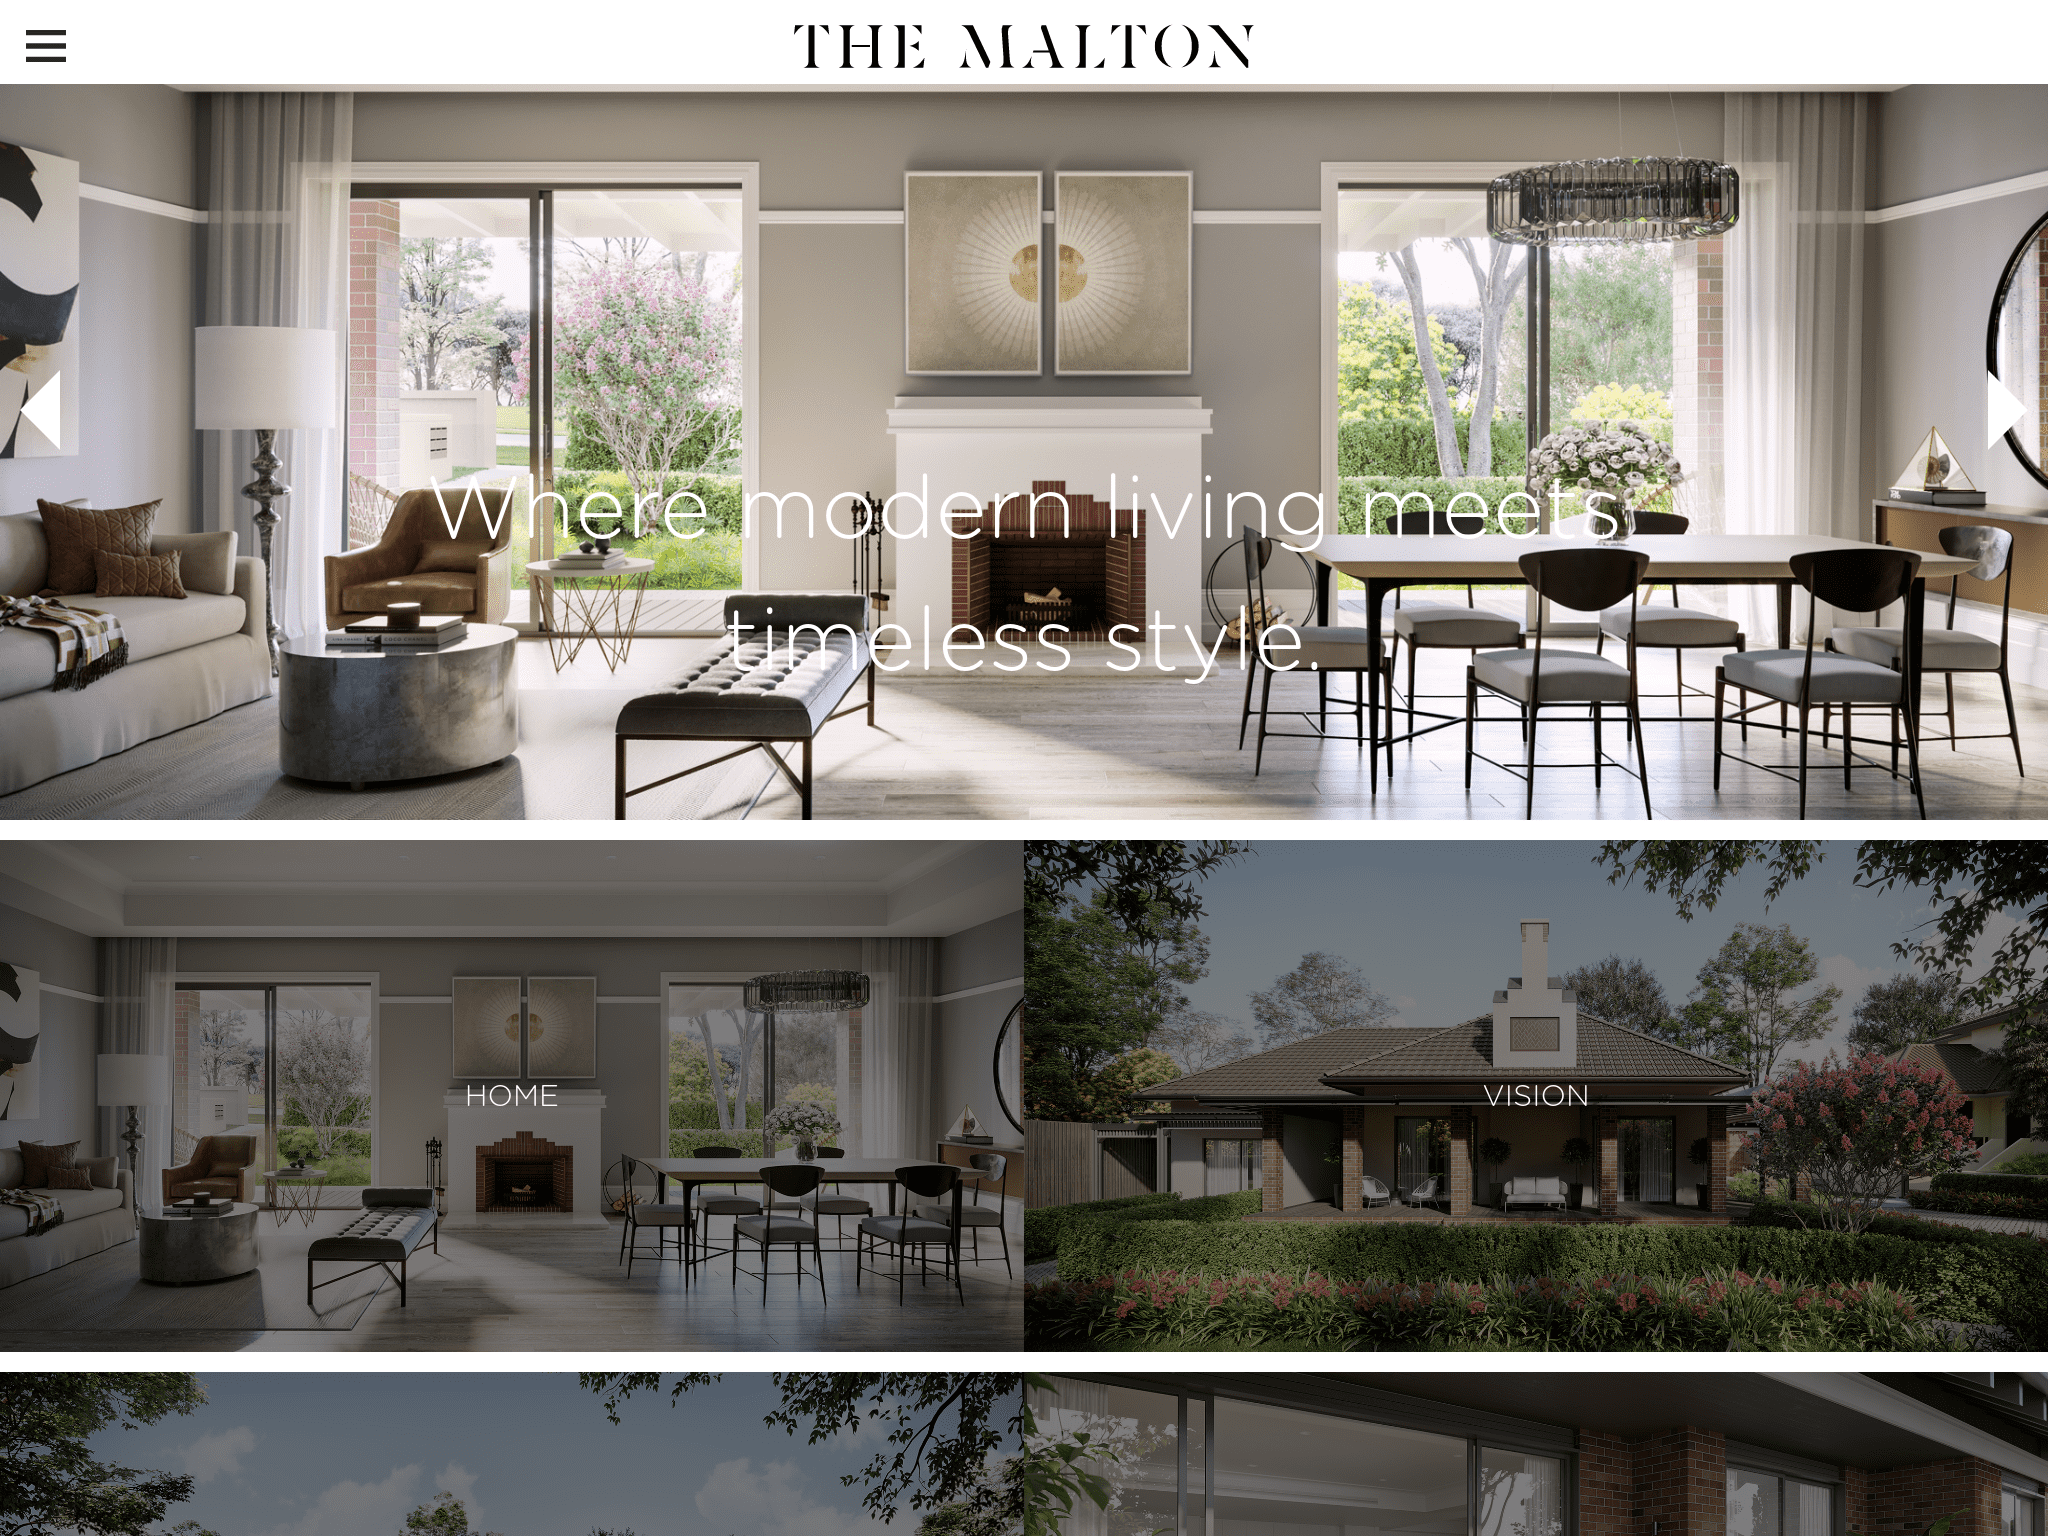 THE MALTON
Where modern living meets
timeless style.
HOME
VISION